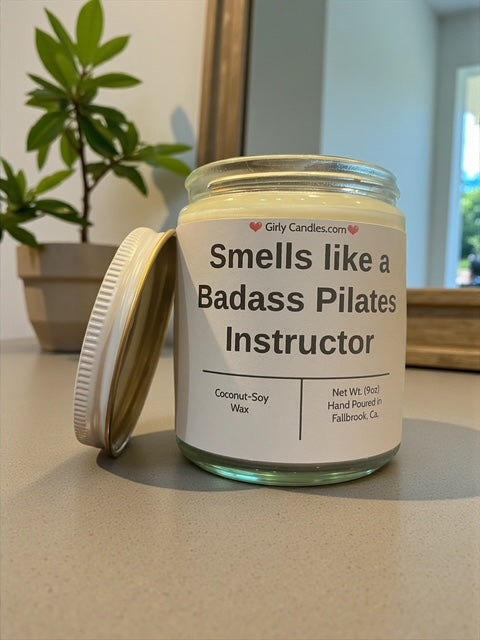 ❤ Girly Candles.com ❤
Smells like a
Badass Pilates
Instructor
Coconut-Soy
Wax
Net Wt. (9oz)
Hand Poured in
Fallbrook, Ca.